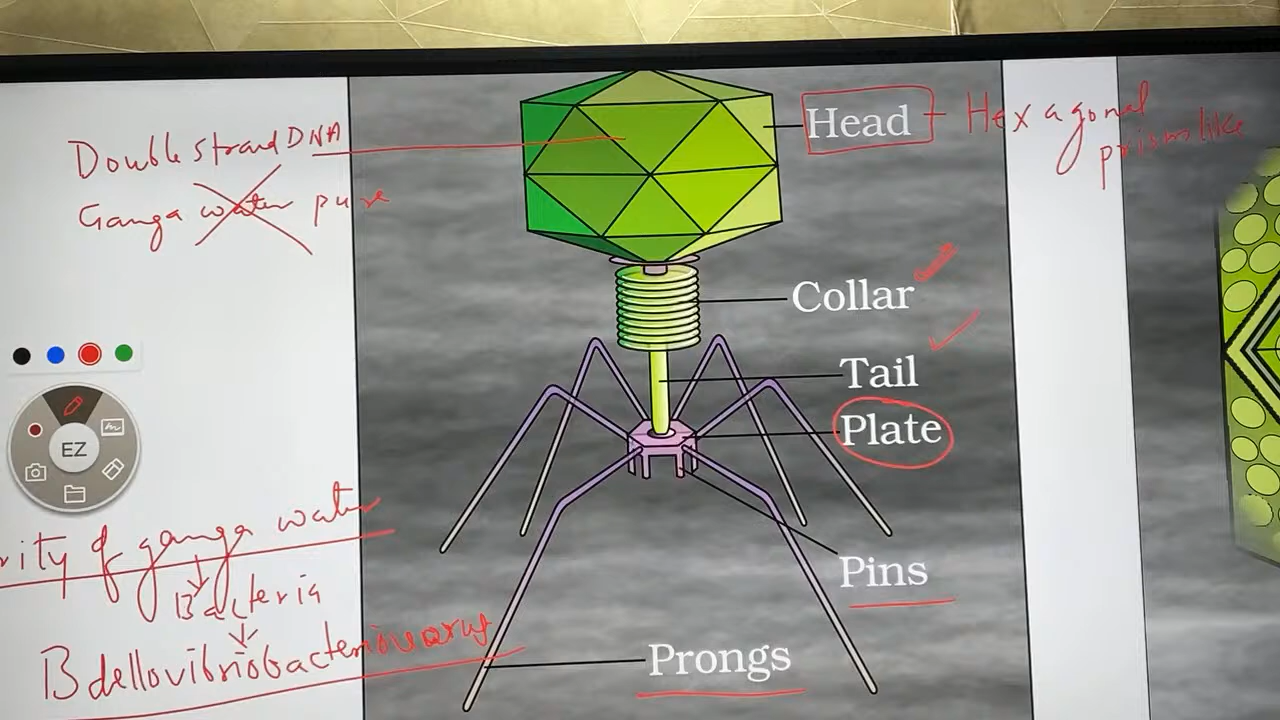 Double strand DNA
Ganga water pure
Head - Hexagonal
prism like
Collar
Tail
Plate
Pins
Prongs
EZ
rity of ganga water
Bacteria
Bdellovibriobacteriovorus